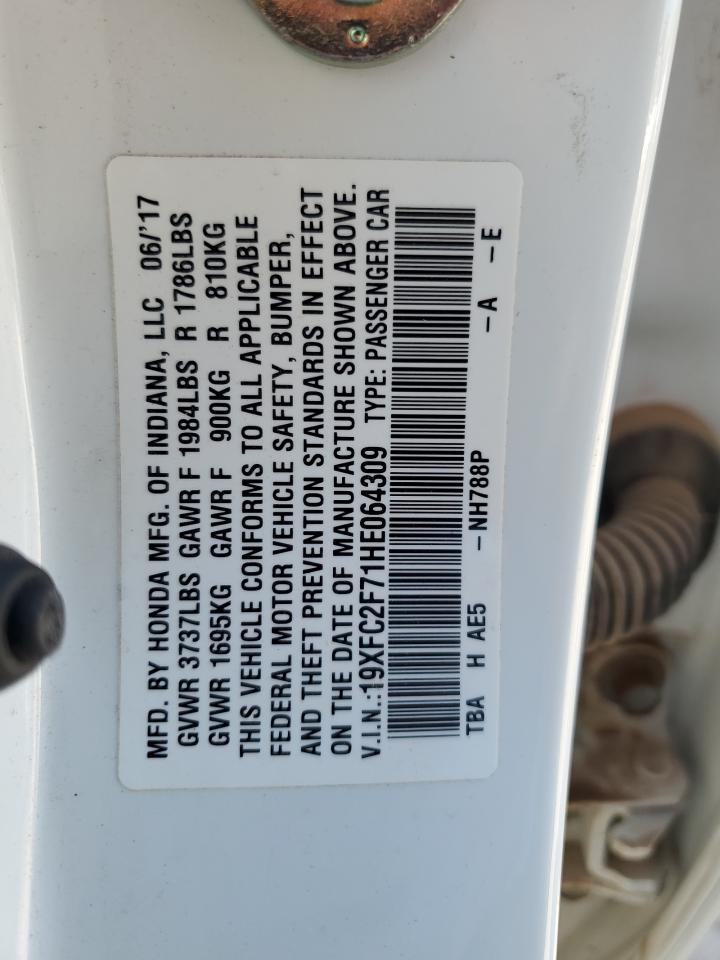 MFD. BY HONDA MFG. OF INDIANA, LLC 06/'17
GVWR 3737LBS GAWR F 1984LBS R 1786LBS
GVWR 1695KG GAWR F 900KG R 810KG
THIS VEHICLE CONFORMS TO ALL APPLICABLE
FEDERAL MOTOR VEHICLE SAFETY, BUMPER,
AND THEFT PREVENTION STANDARDS IN EFFECT
ON THE DATE OF MANUFACTURE SHOWN ABOVE.
V.I.N.:19XFC2F71HE064309 TYPE: PASSENGER CAR
TBA H AE5 -NH788P -A -E